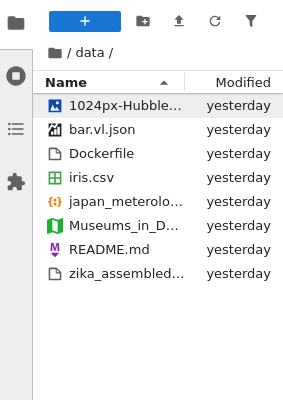 / data /
Name Modified
1024px-Hubble... yesterday
bar.vl.json yesterday
Dockerfile yesterday
iris.csv yesterday
japan_meterolo... yesterday
Museums_in_D... yesterday
README.md yesterday
zika_assembled... yesterday